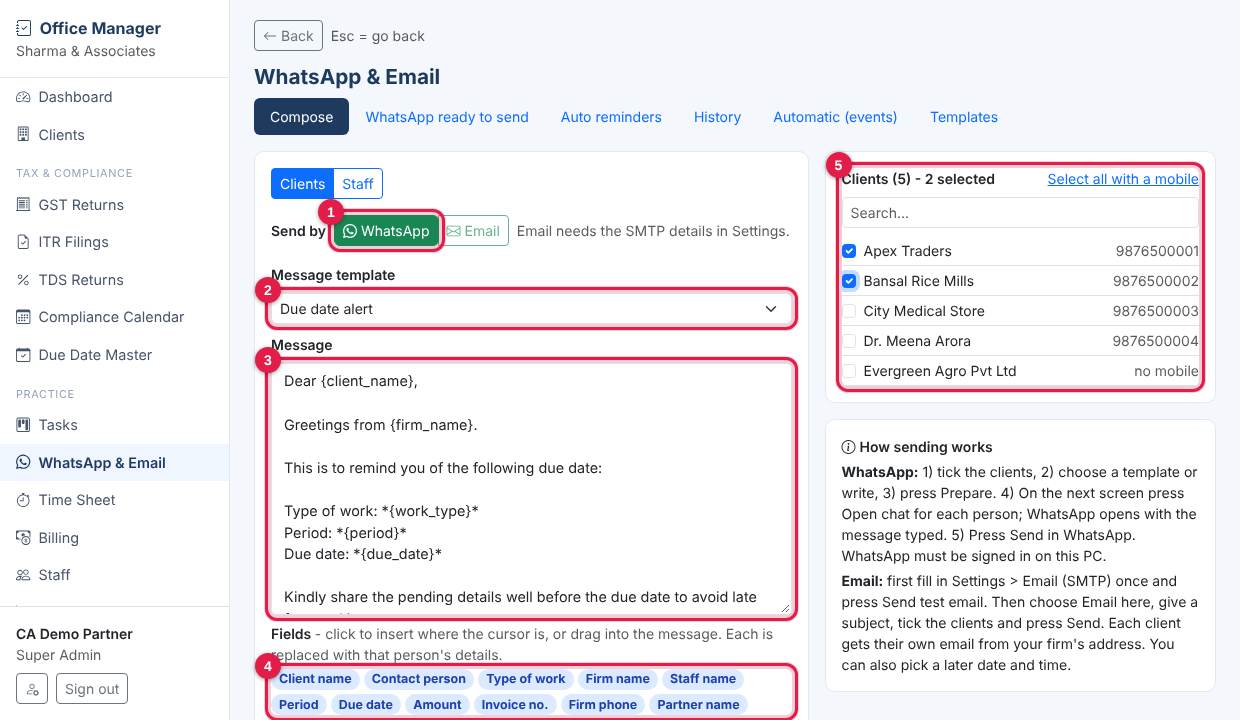 Office Manager
Sharma & Associates
Dashboard
Clients
TAX & COMPLIANCE
GST Returns
ITR Filings
TDS Returns
Compliance Calendar
Due Date Master
PRACTICE
Tasks
WhatsApp & Email
Time Sheet
Billing
Staff
CA Demo Partner
Super Admin
Sign out
← Back Esc = go back
WhatsApp & Email
Compose WhatsApp ready to send Auto reminders History Automatic (events) Templates
Clients Staff
1
Send by WhatsApp Email Email needs the SMTP details in Settings.
Message template
2
Due date alert
Message
3
Dear {client_name},
Greetings from {firm_name}.
This is to remind you of the following due date:
Type of work: *{work_type}*
Period: *{period}*
Due date: *{due_date}*
Kindly share the pending details well before the due date to avoid late
Fields - click to insert where the cursor is, or drag into the message. Each is
replaced with that person's details.
4
Client name Contact person Type of work Firm name Staff name
Period Due date Amount Invoice no. Firm phone Partner name
5
Clients (5) - 2 selected Select all with a mobile
Search...
Apex Traders 9876500001
Bansal Rice Mills 9876500002
City Medical Store 9876500003
Dr. Meena Arora 9876500004
Evergreen Agro Pvt Ltd no mobile
How sending works
WhatsApp: 1) tick the clients, 2) choose a template or
write, 3) press Prepare. 4) On the next screen press
Open chat for each person; WhatsApp opens with the
message typed. 5) Press Send in WhatsApp.
WhatsApp must be signed in on this PC.
Email: first fill in Settings > Email (SMTP) once and
press Send test email. Then choose Email here, give a
subject, tick the clients and press Send. Each client
gets their own email from your firm's address. You
can also pick a later date and time.